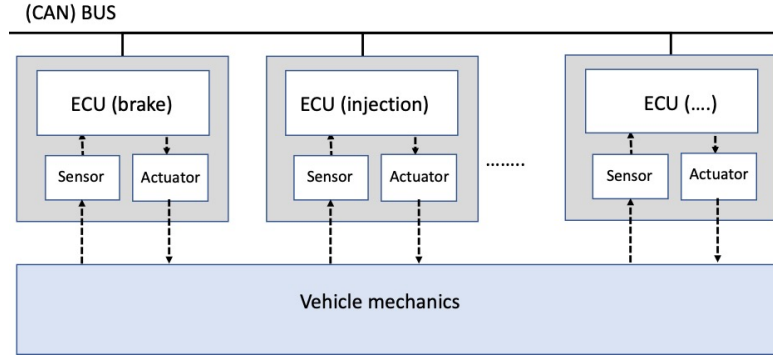 (CAN) BUS
ECU (brake)
ECU (injection)
ECU (....)
Sensor
Actuator
Sensor
Actuator
........
Sensor
Actuator
Vehicle mechanics